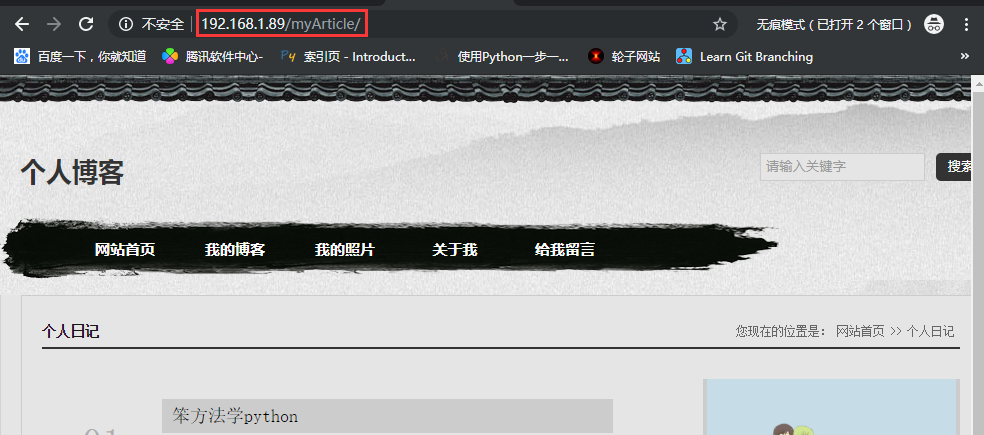 不安全 192.168.1.89/myArticle/ 无痕模式 ( 已打开 2 个窗口 )
百度一下，你就知道 腾讯软件中心- Py 索引页 - Introduct... 使用Python一步一... 轮子网站 Learn Git Branching »
个人博客
请输入关键字 搜索
网站首页 我的博客 我的照片 关于我 给我留言
个人日记 您现在的位置是： 网站首页 >> 个人日记
01 笨方法学python